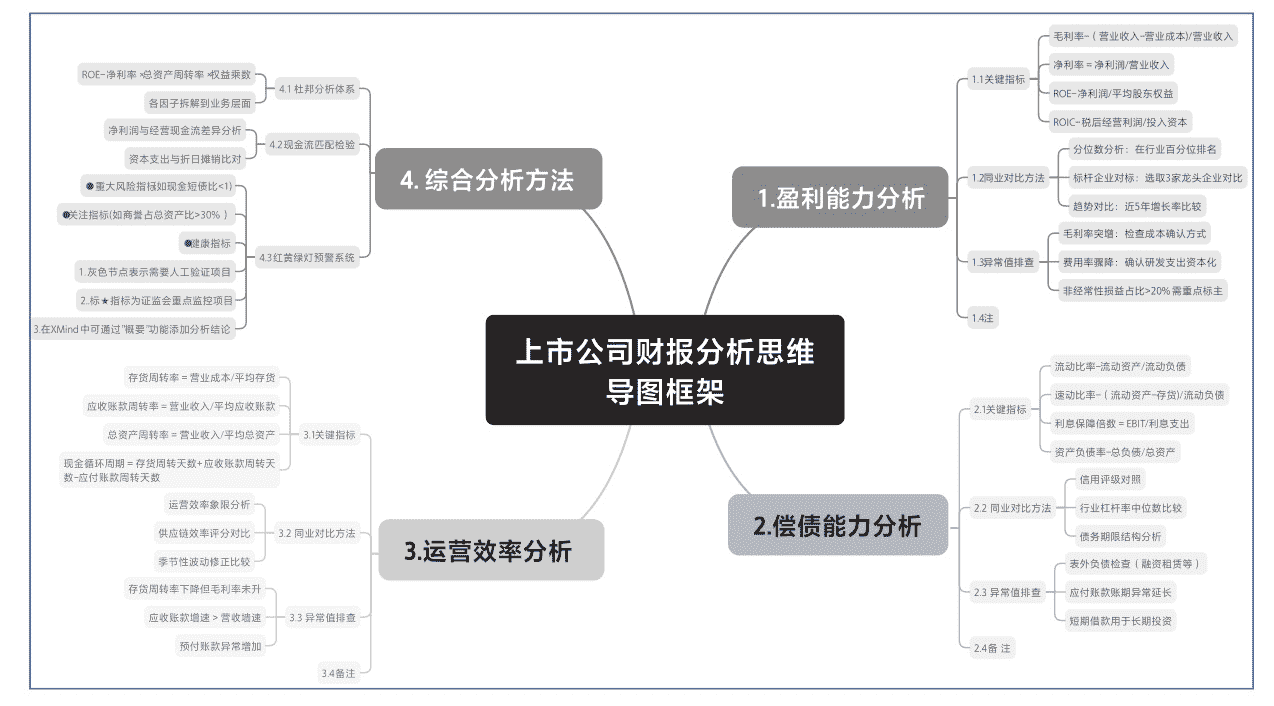 上市公司财报分析思维
导图框架
1.盈利能力分析
1.1关键指标
毛利率-（营业收入-营业成本)/营业收入
净利率 = 净利润/营业收入
ROE-净利润/平均股东权益
ROIC-税后经营利润/投入资本
1.2同业对比方法
分位数分析：在行业百分位排名
标杆企业对标：选取3家龙头企业对比
趋势对比：近5年增长率比较
1.3异常值排查
毛利率突增：检查成本确认方式
费用率骤降：确认研发支出资本化
非经常性损益占比>20% 需重点标主
1.4注
2.偿债能力分析
2.1关键指标
流动比率-流动资产/流动负债
速动比率-（流动资产-存货)/流动负债
利息保障倍数 = EBIT/利息支出
资产负债率-总负债/总资产
2.2 同业对比方法
信用评级对照
行业杠杆率中位数比较
债务期限结构分析
2.3 异常值排查
表外负债检查（融资租赁等）
应付账款账期异常延长
短期借款用于长期投资
2.4备 注
3.运营效率分析
3.1关键指标
存货周转率 = 营业成本/平均存货
应收账款周转率 = 营业收入/平均应收账款
总资产周转率 = 营业收入/平均总资产
现金循环周期 = 存货周转天数+ 应收账款周转天
数-应付账款周转天数
3.2 同业对比方法
运营效率象限分析
供应链效率评分对比
季节性波动修正比较
3.3 异常值排查
存货周转率下降但毛利率未升
应收账款增速 > 营收墙速
预付账款异常增加
3.4备注
4. 综合分析方法
4.1 杜邦分析体系
ROE-净利率 ×总资产周转率 ×权益乘数
各因子拆解到业务层面
4.2现金流匹配检验
净利润与经营现金流差异分析
资本支出与折日摊销比对
4.3 红黄绿灯预警系统
重大风险指标如现金短债比<1)
关注指标(如商誉占总资产比>30% ）
健康指标
1.灰色节点表示需要人工验证项目
2.标★指标为证监会重点监控项目
3.在XMind 中可通过"概要"功能添加分析结论